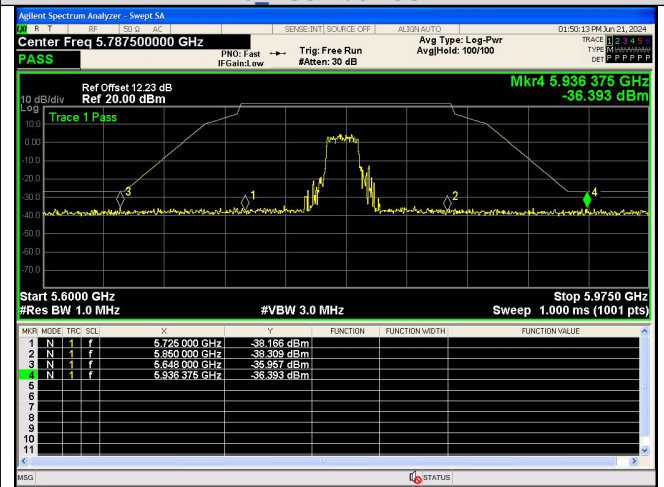 Agilent Spectrum Analyzer - Swept SA
R T RF 50 Ω AC SENSE:INT SOURCE OFF ALIGN AUTO 01:50:13 PM Jun 21, 2024
Center Freq 5.787500000 GHz
PNO: Fast
IFGain:Low
Trig: Free Run
#Atten: 30 dB
Avg Type: Log-Pwr
Avg|Hold: 100/100
TRACE 1 2 3 4 5 6
TYPE M
DET P P P P P P
PASS
Mkr4 5.936 375 GHz
-36.393 dBm
Ref Offset 12.23 dB
Ref 20.00 dBm
10 dB/div
Log
Trace 1 Pass
10.0
0.00
-10.0
-20.0
-30.0
-40.0
-50.0
-60.0
-70.0
3
1
2
4
Start 5.6000 GHz Stop 5.9750 GHz
#Res BW 1.0 MHz #VBW 3.0 MHz Sweep 1.000 ms (1001 pts)
MKR MODE TRC SCL X Y FUNCTION FUNCTION WIDTH FUNCTION VALUE
1 N 1 f 5.725 000 GHz -38.166 dBm
2 N 1 f 5.850 000 GHz -38.309 dBm
3 N 1 f 5.648 000 GHz -35.957 dBm
4 N 1 f 5.936 375 GHz -36.393 dBm
5
6
7
8
9
10
11
MSG STATUS